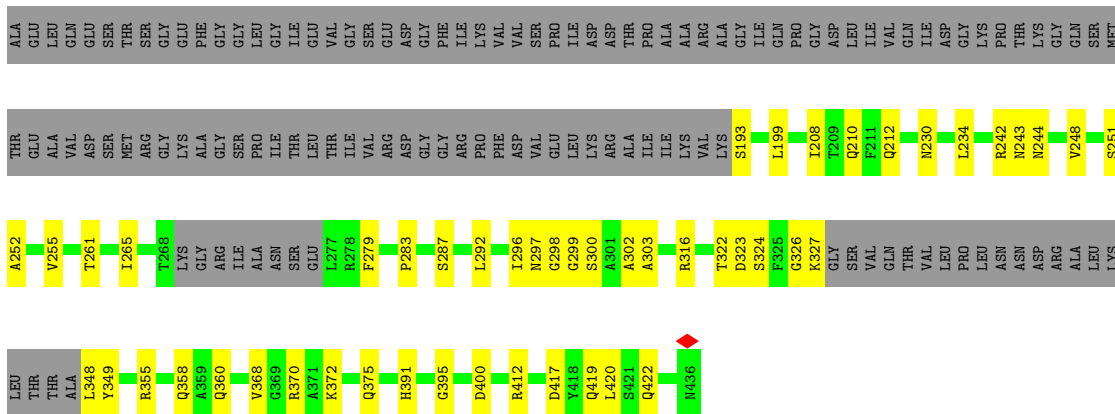 ALA GLU LEU GLN GLU SER THR SER GLY GLU PHE GLY GLY LEU GLY ILE GLU VAL GLY SER GLU ASP GLY PHE ILE LYS VAL VAL SER PRO ILE ASP ASP THR PRO ALA ALA ARG ALA GLY ILE GLN PRO GLY ASP LEU ILE VAL GLN ILE ASP GLY LYS PRO THR LYS GLY GLN SER MET
THR GLU ALA VAL ASP SER MET ARG GLY LYS ALA GLY SER PRO ILE THR LEU THR ILE VAL ARG ASP GLY GLY ARG PRO PHE ASP VAL GLU LEU LYS ARG ALA ILE ILE LYS VAL LYS S193 L199 I208 T209 Q210 F211 Q212 N230 L234 R242 N243 N244 V248 S251
A252 V255 T261 I265 T268 LYS GLY ARG ILE ALA ASN SER GLU L277 R278 F279 P283 S287 L292 I296 N297 G298 G299 S300 A301 A302 A303 R316 T322 D323 S324 F325 G326 K327 GLY SER VAL GLN THR VAL LEU PRO LEU ASN ASN ASP ARG ALA LEU LYS
LEU THR THR ALA L348 Y349 R355 Q358 A359 Q360 V368 G369 R370 A371 K372 Q375 H391 G395 D400 R412 D417 Y418 Q419 L420 S421 Q422 N436